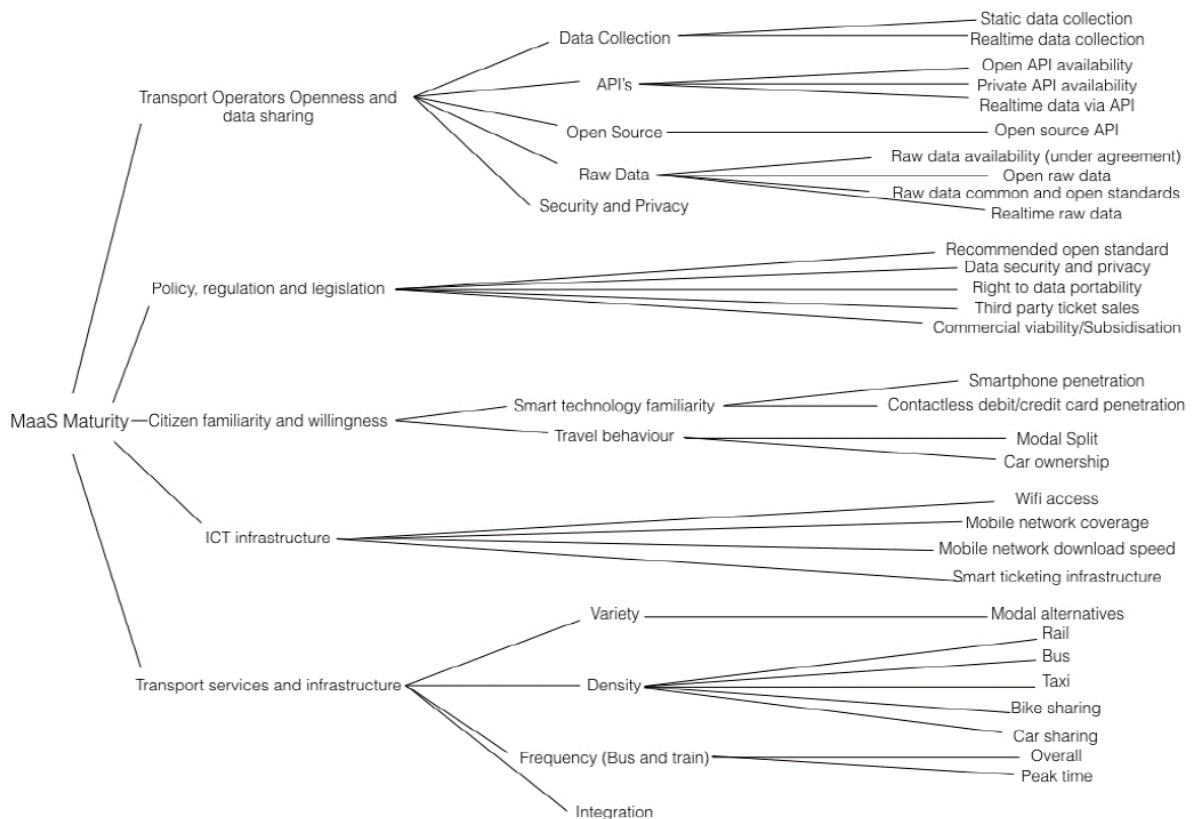 MaaS Maturity
Transport Operators Openness and
data sharing
Data Collection
Static data collection
Realtime data collection
API's
Open API availability
Private API availability
Realtime data via API
Open Source
Open source API
Raw Data
Raw data availability (under agreement)
Open raw data
Raw data common and open standards
Realtime raw data
Security and Privacy
Policy, regulation and legislation
Recommended open standard
Data security and privacy
Right to data portability
Third party ticket sales
Commercial viability/Subsidisation
Citizen familiarity and willingness
Smart technology familiarity
Smartphone penetration
Contactless debit/credit card penetration
Travel behaviour
Modal Split
Car ownership
ICT infrastructure
Wifi access
Mobile network coverage
Mobile network download speed
Smart ticketing infrastructure
Transport services and infrastructure
Variety
Modal alternatives
Density
Rail
Bus
Taxi
Bike sharing
Car sharing
Frequency (Bus and train)
Overall
Peak time
Integration